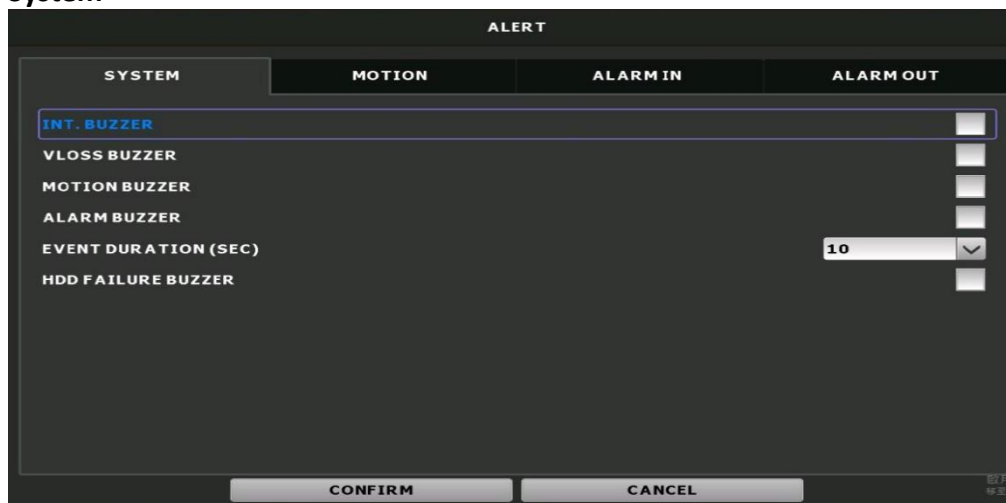 ALERT
SYSTEM MOTION ALARM IN ALARM OUT
INT. BUZZER
VLOSS BUZZER
MOTION BUZZER
ALARM BUZZER
EVENT DURATION (SEC) 10
HDD FAILURE BUZZER
CONFIRM CANCEL